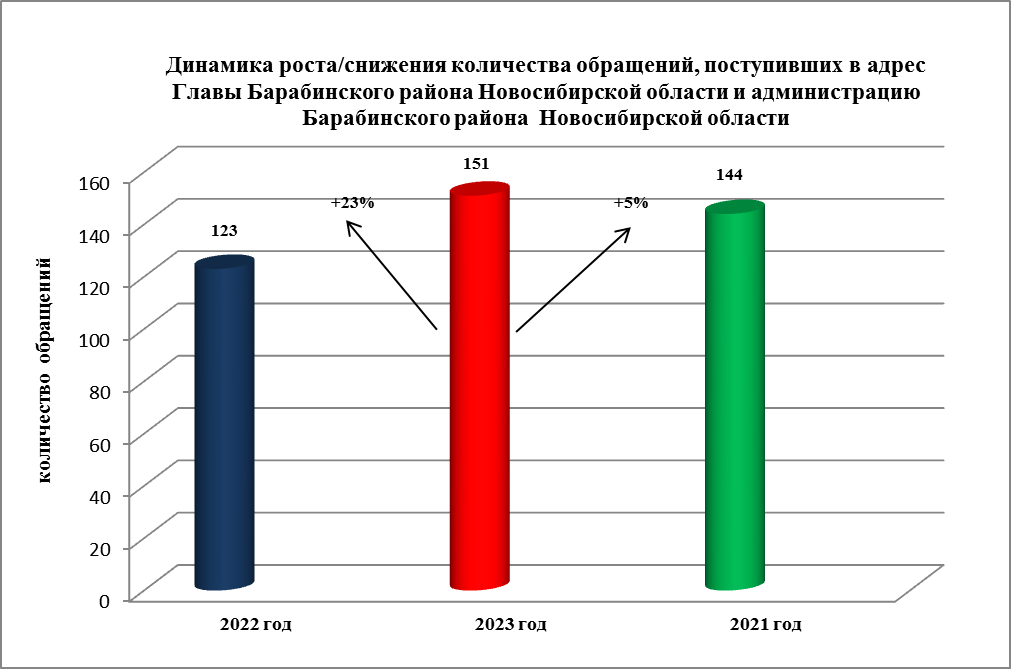 Динамика роста/снижения количества обращений, поступивших в адрес
Главы Барабинского района Новосибирской области и администрацию
Барабинского района Новосибирской области
количество обращений
160
140
120
100
80
60
40
20
0
123
+23%
151
+5%
144
2022 год
2023 год
2021 год